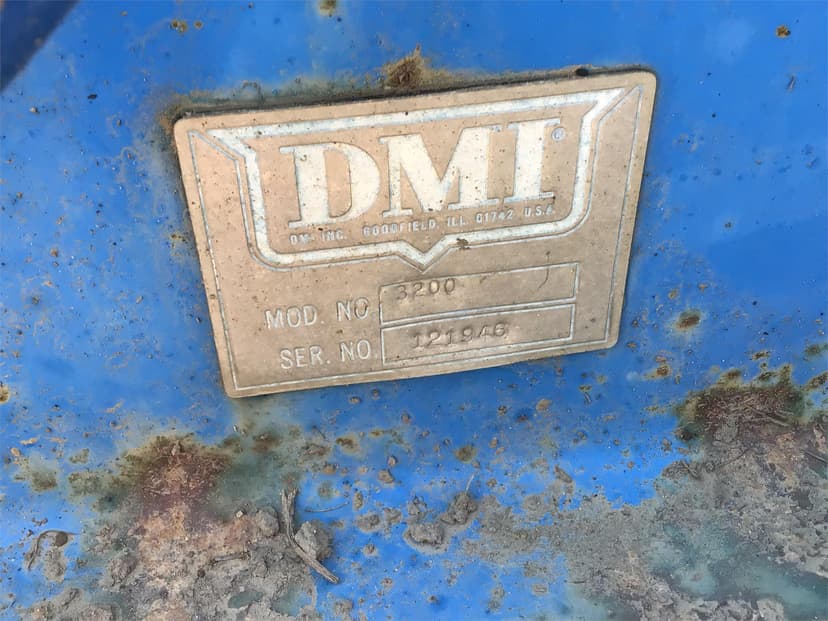 DMI®
DMI INC. GOODFIELD, ILL. 61742 U.S.A.
MOD. NO. 3200
SER. NO. 121946